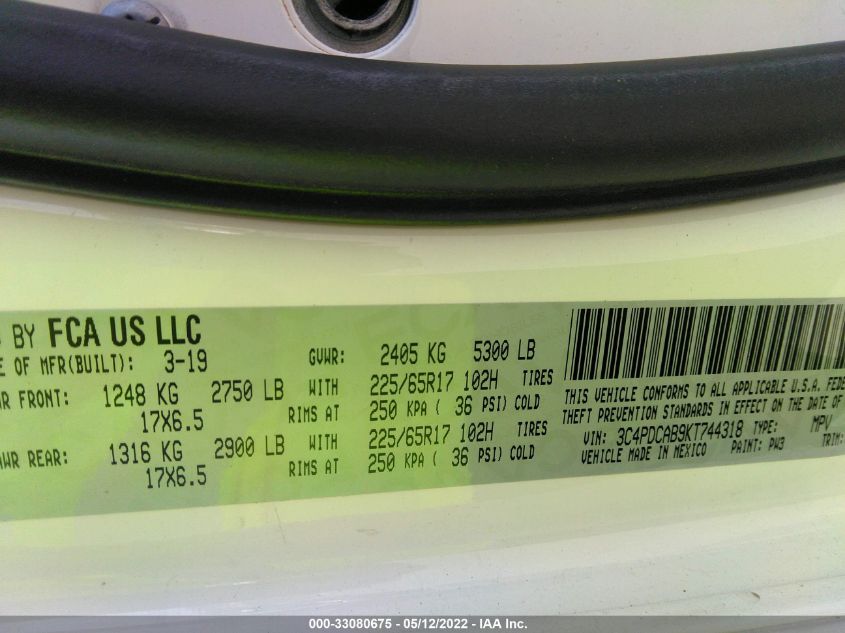 BY FCA US LLC
OF MFR(BUILT): 3-19
GVWR: 2405 KG 5300 LB
FRONT: 1248 KG 2750 LB WITH 225/65R17 102H TIRES
17X6.5 RIMS AT 250 KPA ( 36 PSI) COLD
REAR: 1316 KG 2900 LB WITH 225/65R17 102H TIRES
17X6.5 RIMS AT 250 KPA ( 36 PSI) COLD
THIS VEHICLE CONFORMS TO ALL APPLICABLE U.S.A.
THEFT PREVENTION STANDARDS IN EFFECT ON THE DATE OF
VIN: 3C4PDCAB9KT744318 TYPE: MPV
VEHICLE MADE IN MEXICO PAINT: PW3 TRIM:
000-33080675 - 05/12/2022 - IAA Inc.